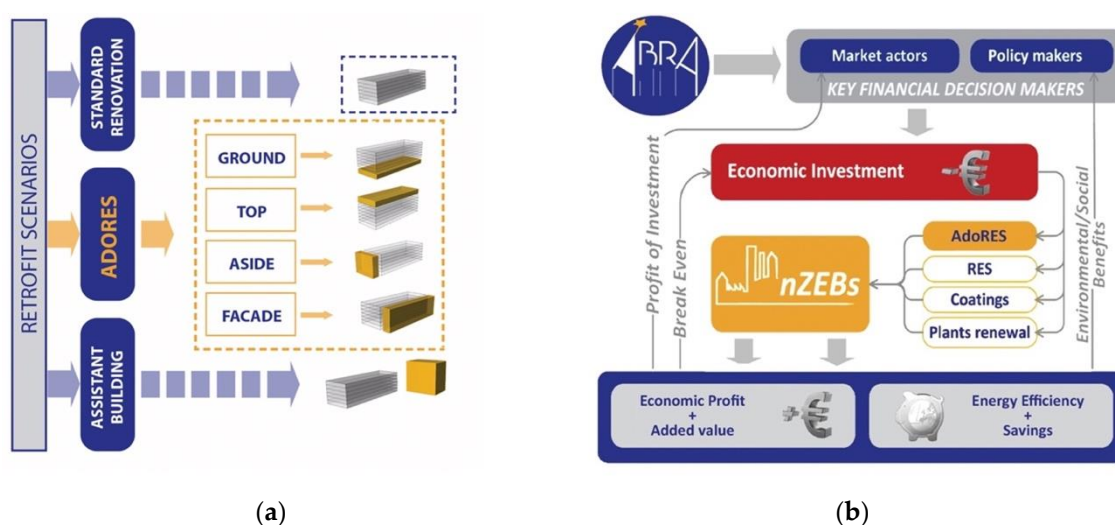 RETROFIT SCENARIOS
STANDARD
RENOVATION
ADORES
GROUND
TOP
ASIDE
FACADE
ASSISTANT
BUILDING
(a)
ABRA
Market actors
Policy makers
KEY FINANCIAL DECISION MAKERS
Profit of Investment
Break Even
Economic Investment
-€
Environmental/Social
Benefits
AdoRES
RES
Coatings
Plants renewal
nZEBs
Economic Profit
+
Added value
+€
Energy Efficiency
+
Savings
(b)